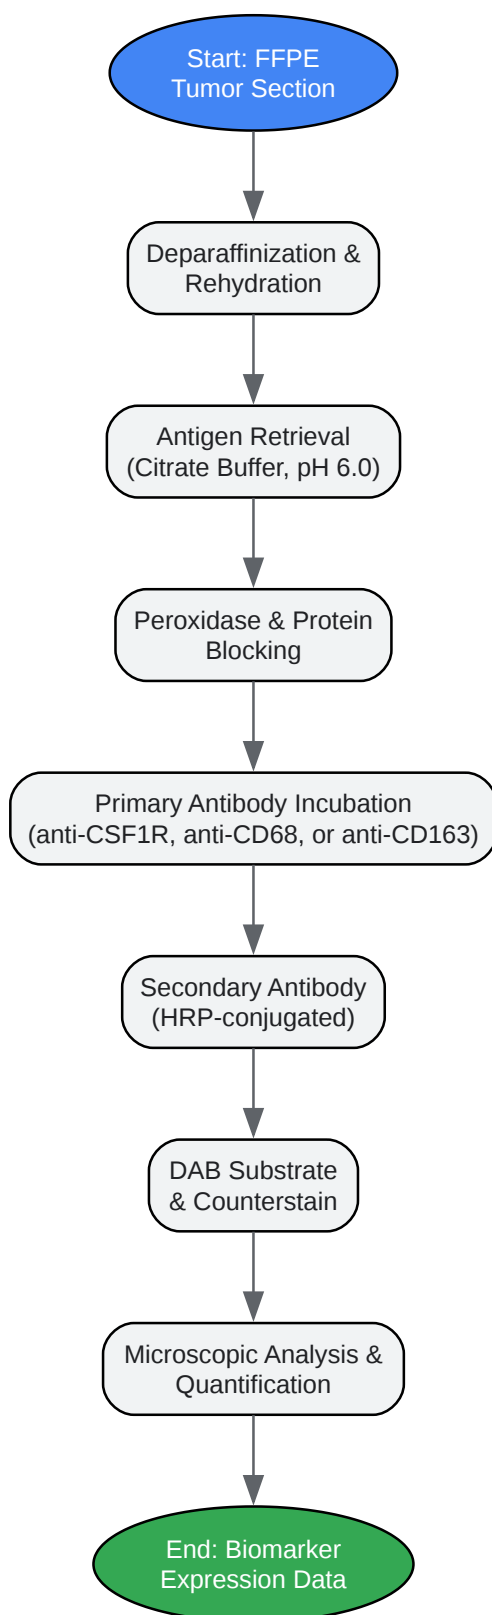 Start: FFPE
Tumor Section
Deparaffinization &
Rehydration
Antigen Retrieval
(Citrate Buffer, pH 6.0)
Peroxidase & Protein
Blocking
Primary Antibody Incubation
(anti-CSF1R, anti-CD68, or anti-CD163)
Secondary Antibody
(HRP-conjugated)
DAB Substrate
& Counterstain
Microscopic Analysis &
Quantification
End: Biomarker
Expression Data